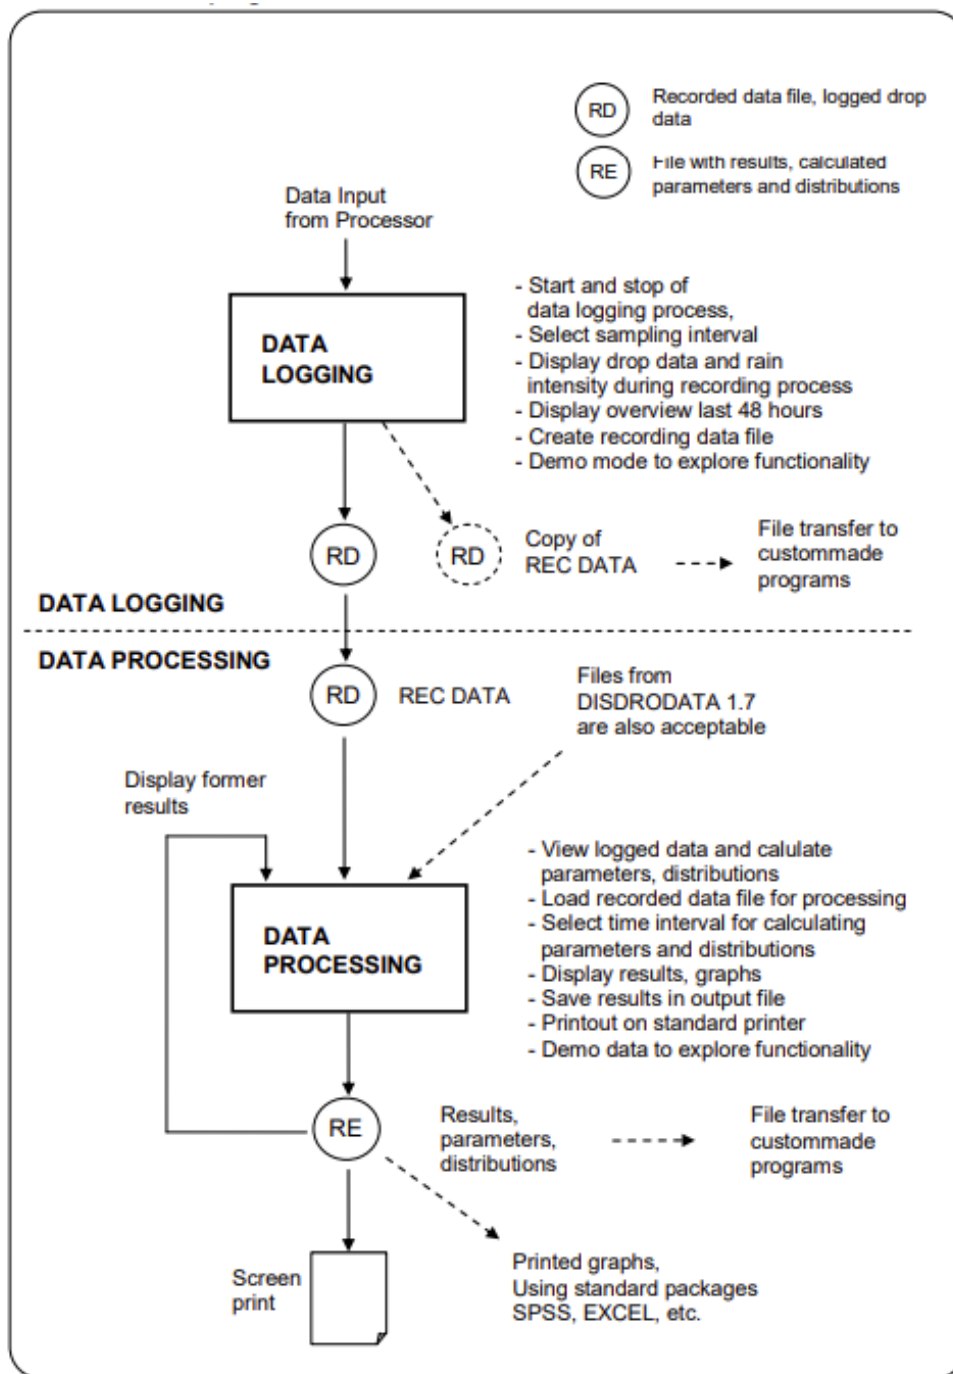 RD
Recorded data file, logged drop
data
RE
File with results, calculated
parameters and distributions
Data Input
from Processor
DATA
LOGGING
- Start and stop of
data logging process,
- Select sampling interval
- Display drop data and rain
intensity during recording process
- Display overview last 48 hours
- Create recording data file
- Demo mode to explore functionality
RD
RD
Copy of
REC DATA
File transfer to
custommade
programs
DATA LOGGING
DATA PROCESSING
RD
REC DATA
Files from
DISDRODATA 1.7
are also acceptable
Display former
results
DATA
PROCESSING
- View logged data and calulate
parameters, distributions
- Load recorded data file for processing
- Select time interval for calculating
parameters and distributions
- Display results, graphs
- Save results in output file
- Printout on standard printer
- Demo data to explore functionality
RE
Results,
parameters,
distributions
File transfer to
custommade
programs
Screen
print
Printed graphs,
Using standard packages
SPSS, EXCEL, etc.